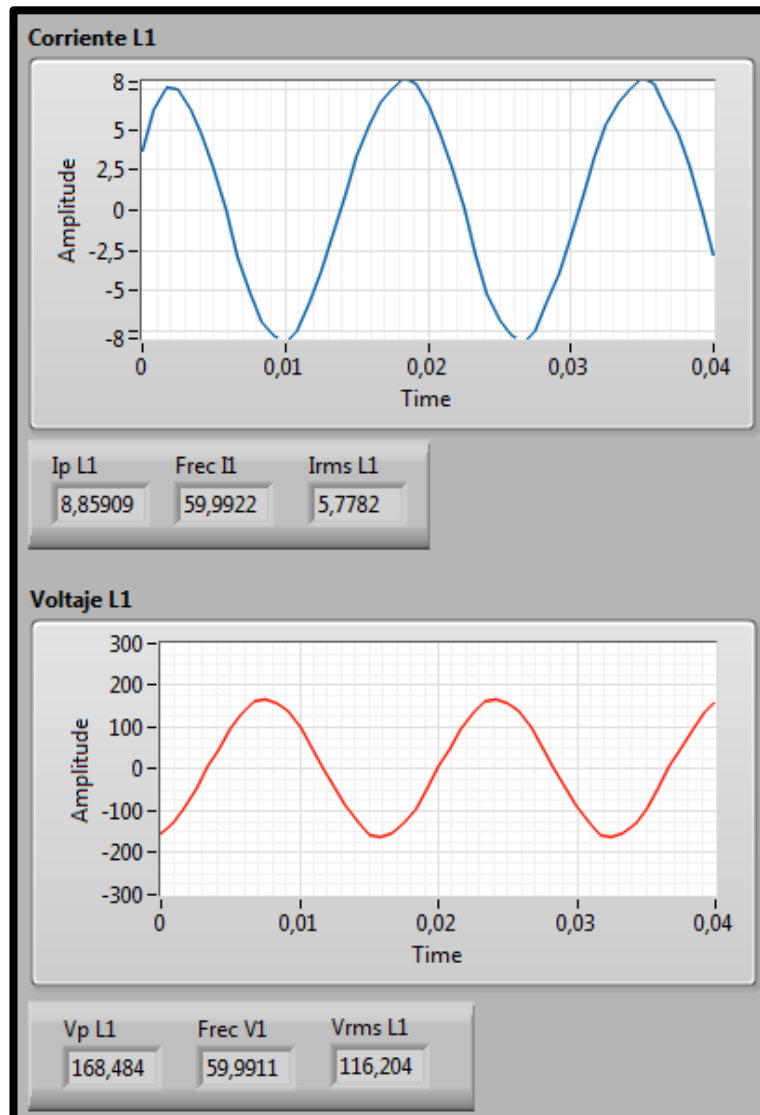 Corriente L1
8
5
2,5
0
-2,5
-5
-8
Amplitude
0 0,01 0,02 0,03 0,04
Time
Ip L1 Frec I1 Irms L1
8,85909 59,9922 5,7782
Voltaje L1
300
200
100
0
-100
-200
-300
Amplitude
0 0,01 0,02 0,03 0,04
Time
Vp L1 Frec V1 Vrms L1
168,484 59,9911 116,204